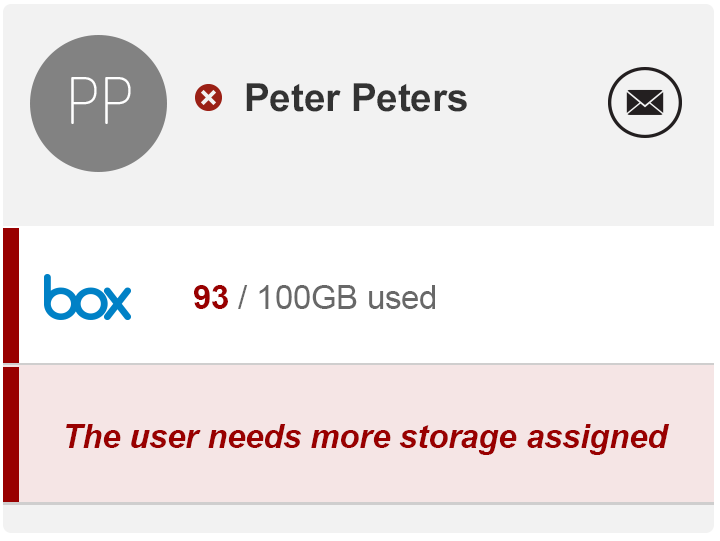 PP
Peter Peters
box
93 / 100GB used
The user needs more storage assigned